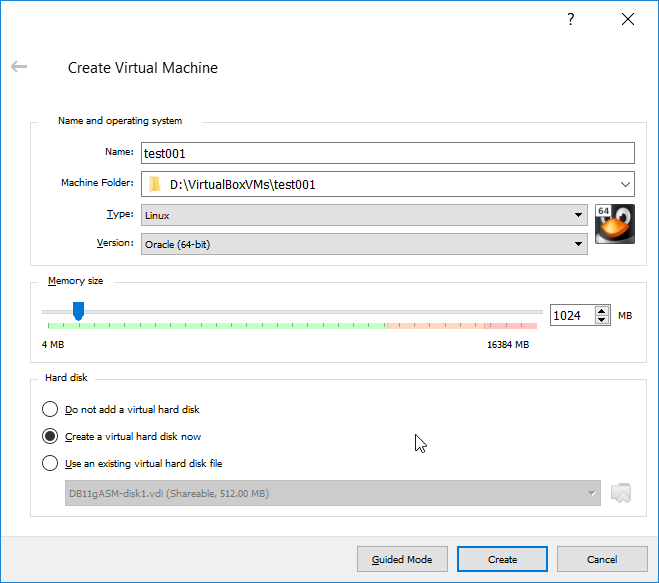 ?
Create Virtual Machine
Name and operating system
Name: test001
Machine Folder: D:\VirtualBoxVMs\test001
Type: Linux
64
Version: Oracle (64-bit)
Memory size
1024 MB
4 MB 16384 MB
Hard disk
Do not add a virtual hard disk
Create a virtual hard disk now
Use an existing virtual hard disk file
DB11gASM-disk1.vdi (Shareable, 512.00 MB)
Guided Mode Create Cancel